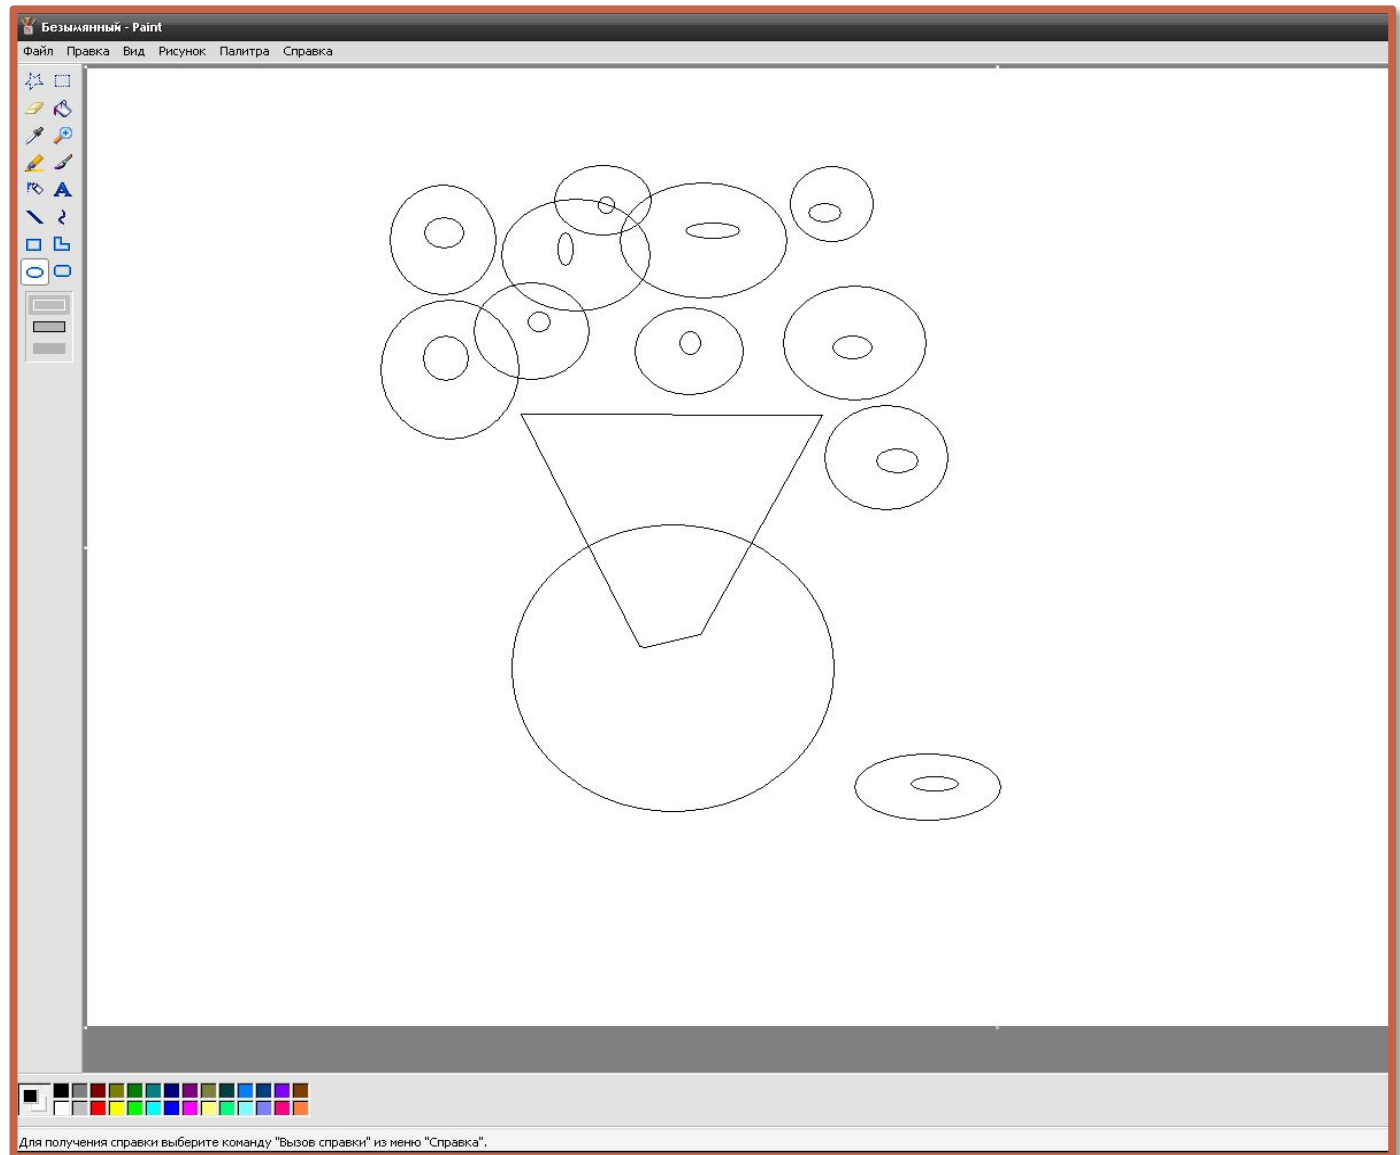 Безымянный - Paint
Файл Правка Вид Рисунок Палитра Справка
A
Для получения справки выберите команду "Вызов справки" из меню "Справка".